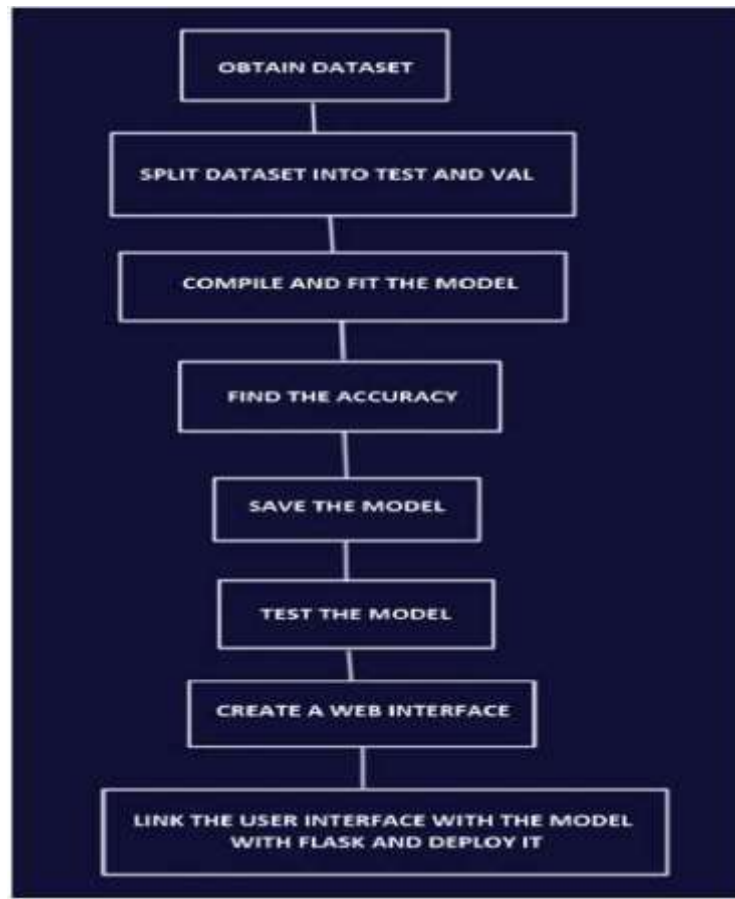 OBTAIN DATASET
SPLIT DATASET INTO TEST AND VAL
COMPILE AND FIT THE MODEL
FIND THE ACCURACY
SAVE THE MODEL
TEST THE MODEL
CREATE A WEB INTERFACE
LINK THE USER INTERFACE WITH THE MODEL
WITH FLASK AND DEPLOY IT